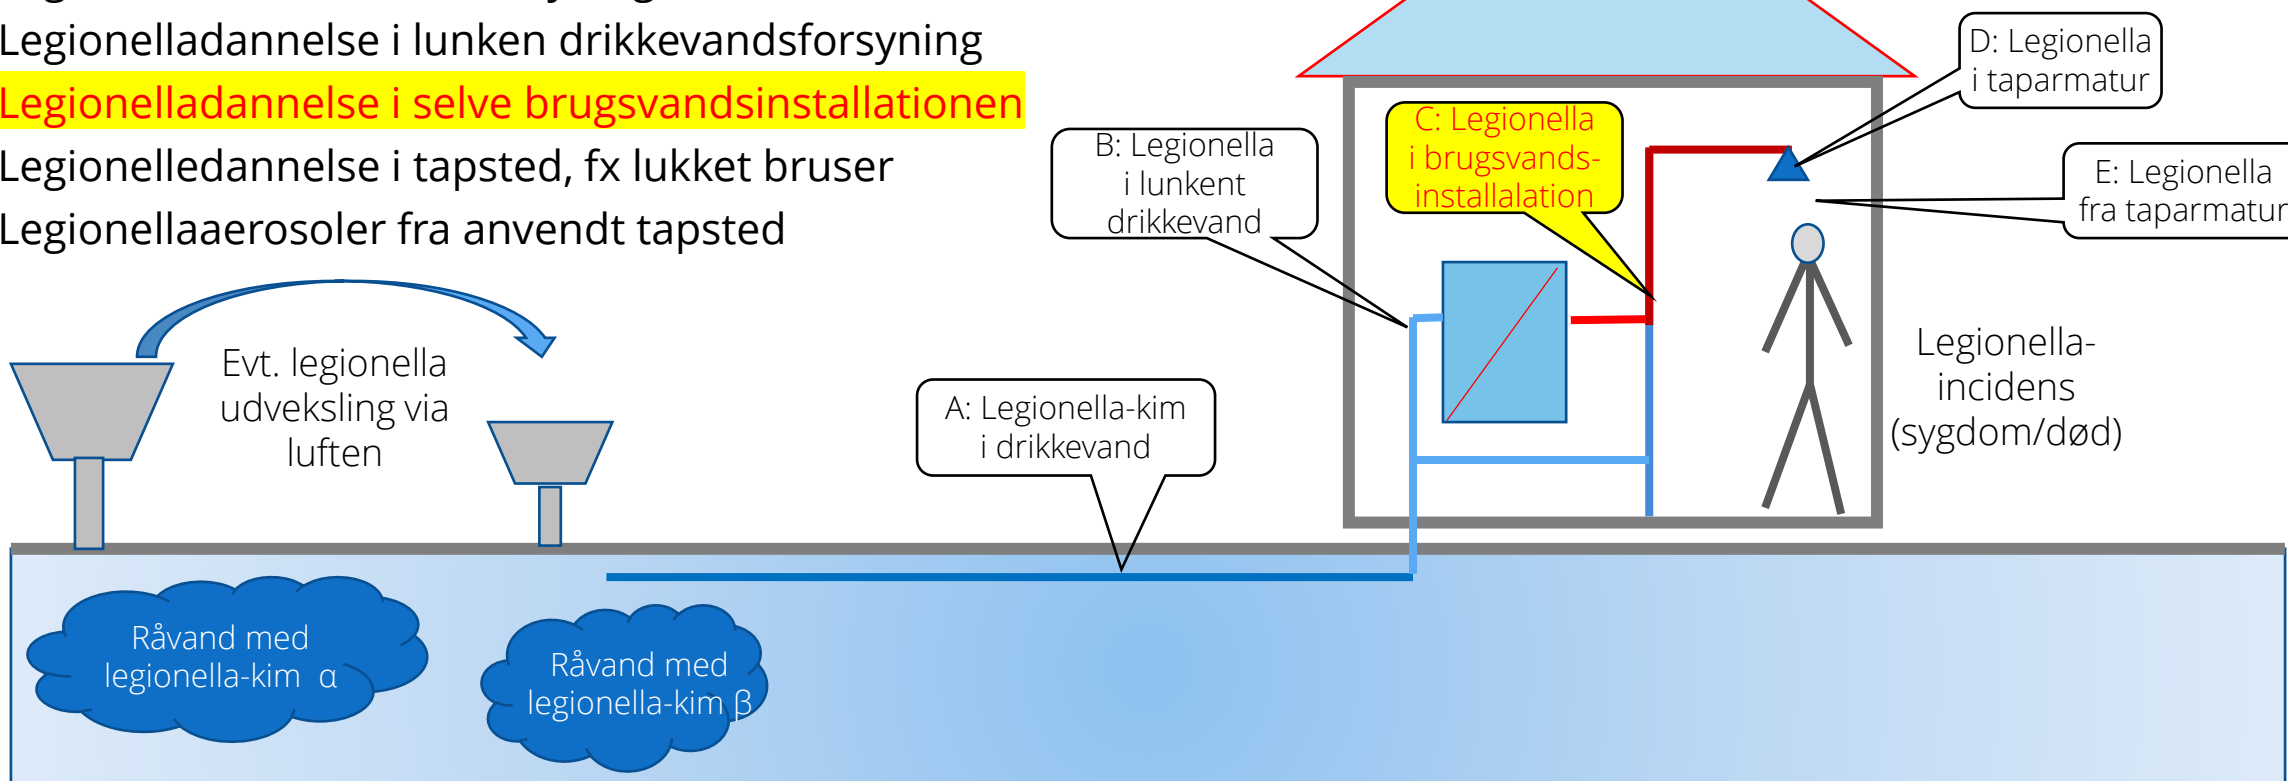 Legionelladannelse i lunken drikkevandsforsyning
Legionelladannelse i selve brugsvandsinstallationen
Legionelledannelse i tapsted, fx lukket bruser
Legionellaaerosoler fra anvendt tapsted
D: Legionella
i taparmatur
C: Legionella
i brugsvands-
installalation
B: Legionella
i lunkent
drikkevand
E: Legionella
fra taparmatur
Evt. legionella
udveksling via
luften
A: Legionella-kim
i drikkevand
Legionella-
incidens
(sygdom/død)
Råvand med
legionella-kim α
Råvand med
legionella-kim β